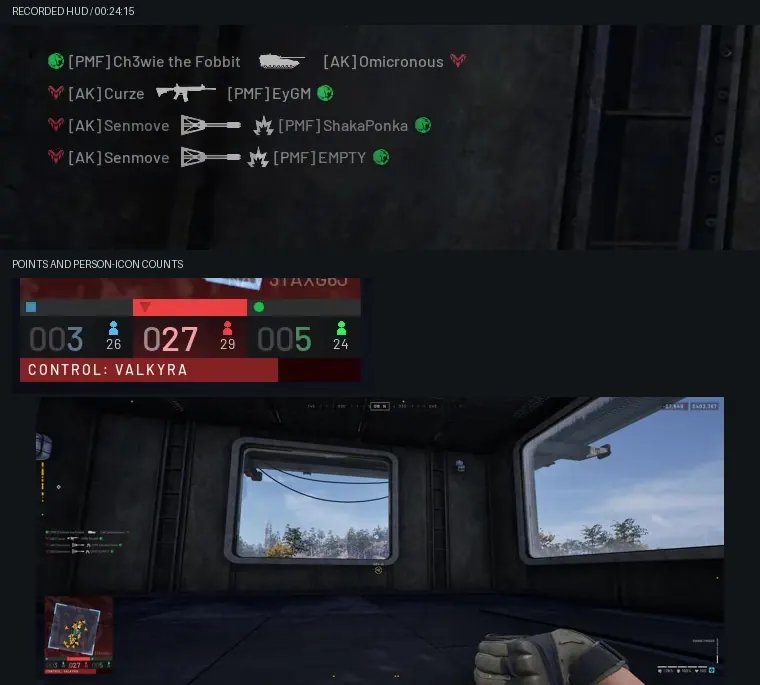 RECORDED HUD / 00:24:15
[PMF]Ch3wie the Fobbit [AK]Omicronous
[AK]Curze [PMF]EyGM
[AK]Senmove [PMF]ShakaPonka
[AK]Senmove [PMF]EMPTY
POINTS AND PERSON-ICON COUNTS
003 26 027 29 005 24
CONTROL: VALKYRA